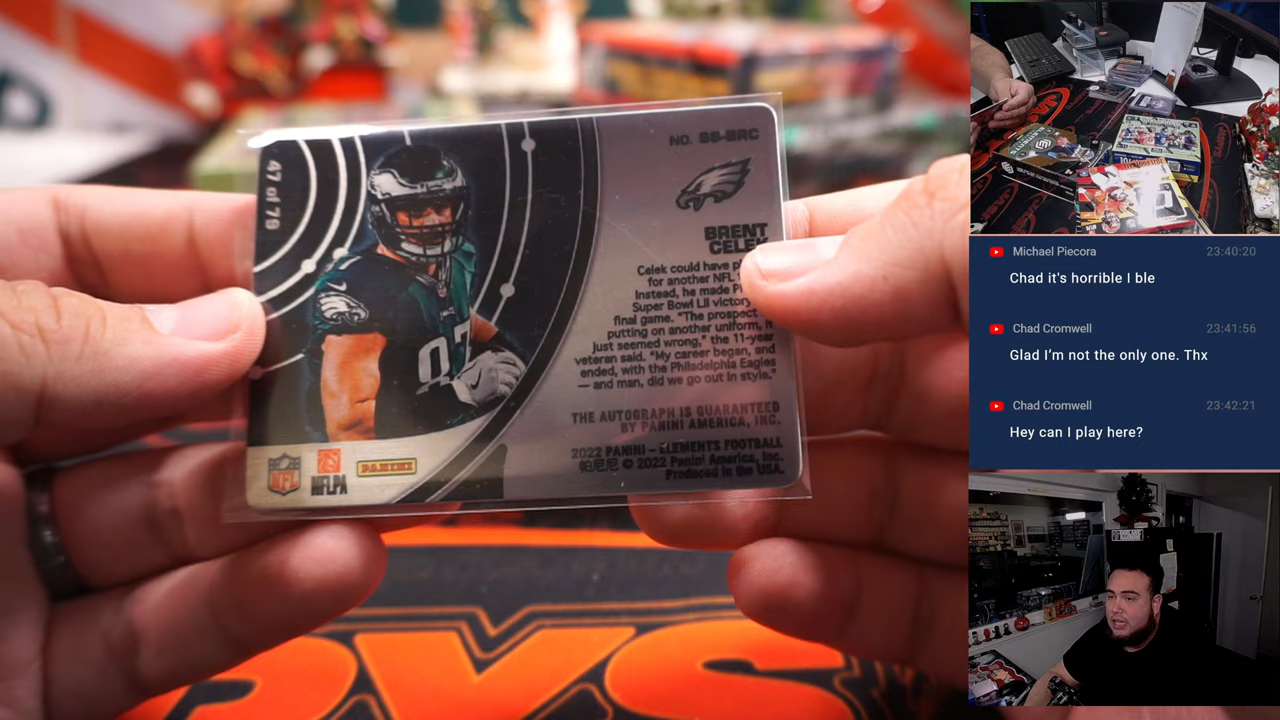 47 of 79
NO. SS-BRC
BRENT
CELEK
Celek could have
for another NFL
Instead, he made
Super Bowl LII victory
final game. "The prospect
putting on another uniform, it
just seemed wrong," the 11-year
veteran said. "My career began, and
ended, with the Philadelphia Eagles
— and man, did we go out in style."
THE AUTOGRAPH IS GUARANTEED
BY PANINI AMERICA, INC.
2022 PANINI – ELEMENTS FOOTBALL
帕尼尼 © 2022 Panini America, Inc.
Produced in the USA.
NFL
NFLPA
PANINI
Michael Piecora 23:40:20
Chad it's horrible I ble
Chad Cromwell 23:41:56
Glad I'm not the only one. Thx
Chad Cromwell 23:42:21
Hey can I play here?